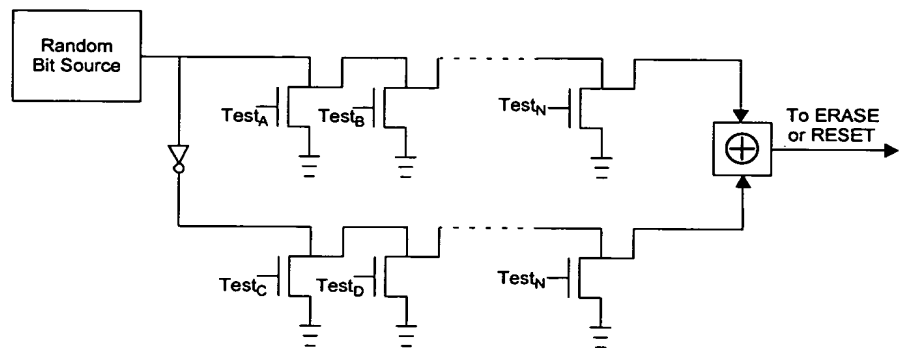 Random
Bit Source
Test_A
Test_B
Test_N
To ERASE
or RESET
Test_C
Test_D
Test_N